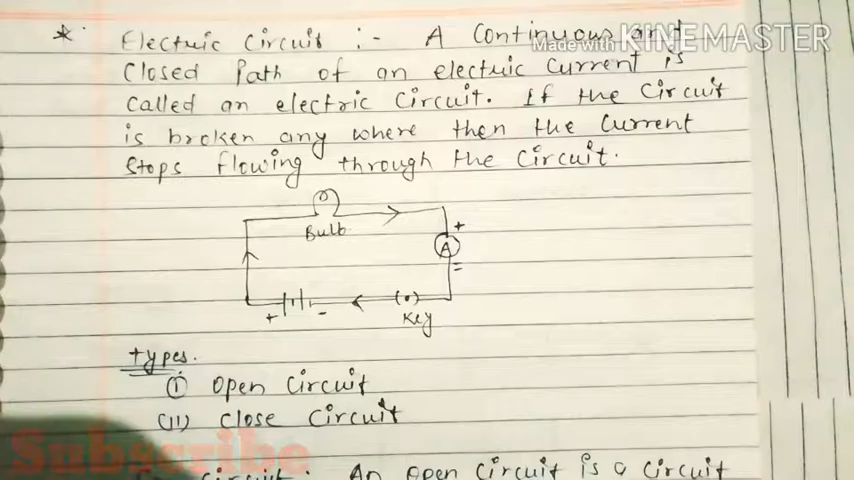 * Electric Circuit :- A Continuous and
Made with KINEMASTER
Closed Path of an electric current is
called an electric Circuit. If the Circuit
is broken any where then the current
stops flowing through the circuit.
Bulb
+
A
+ -
Key
Types.
(i) Open Circuit
(ii) Close Circuit
Subscribe
Circuit: An open circuit is a circuit